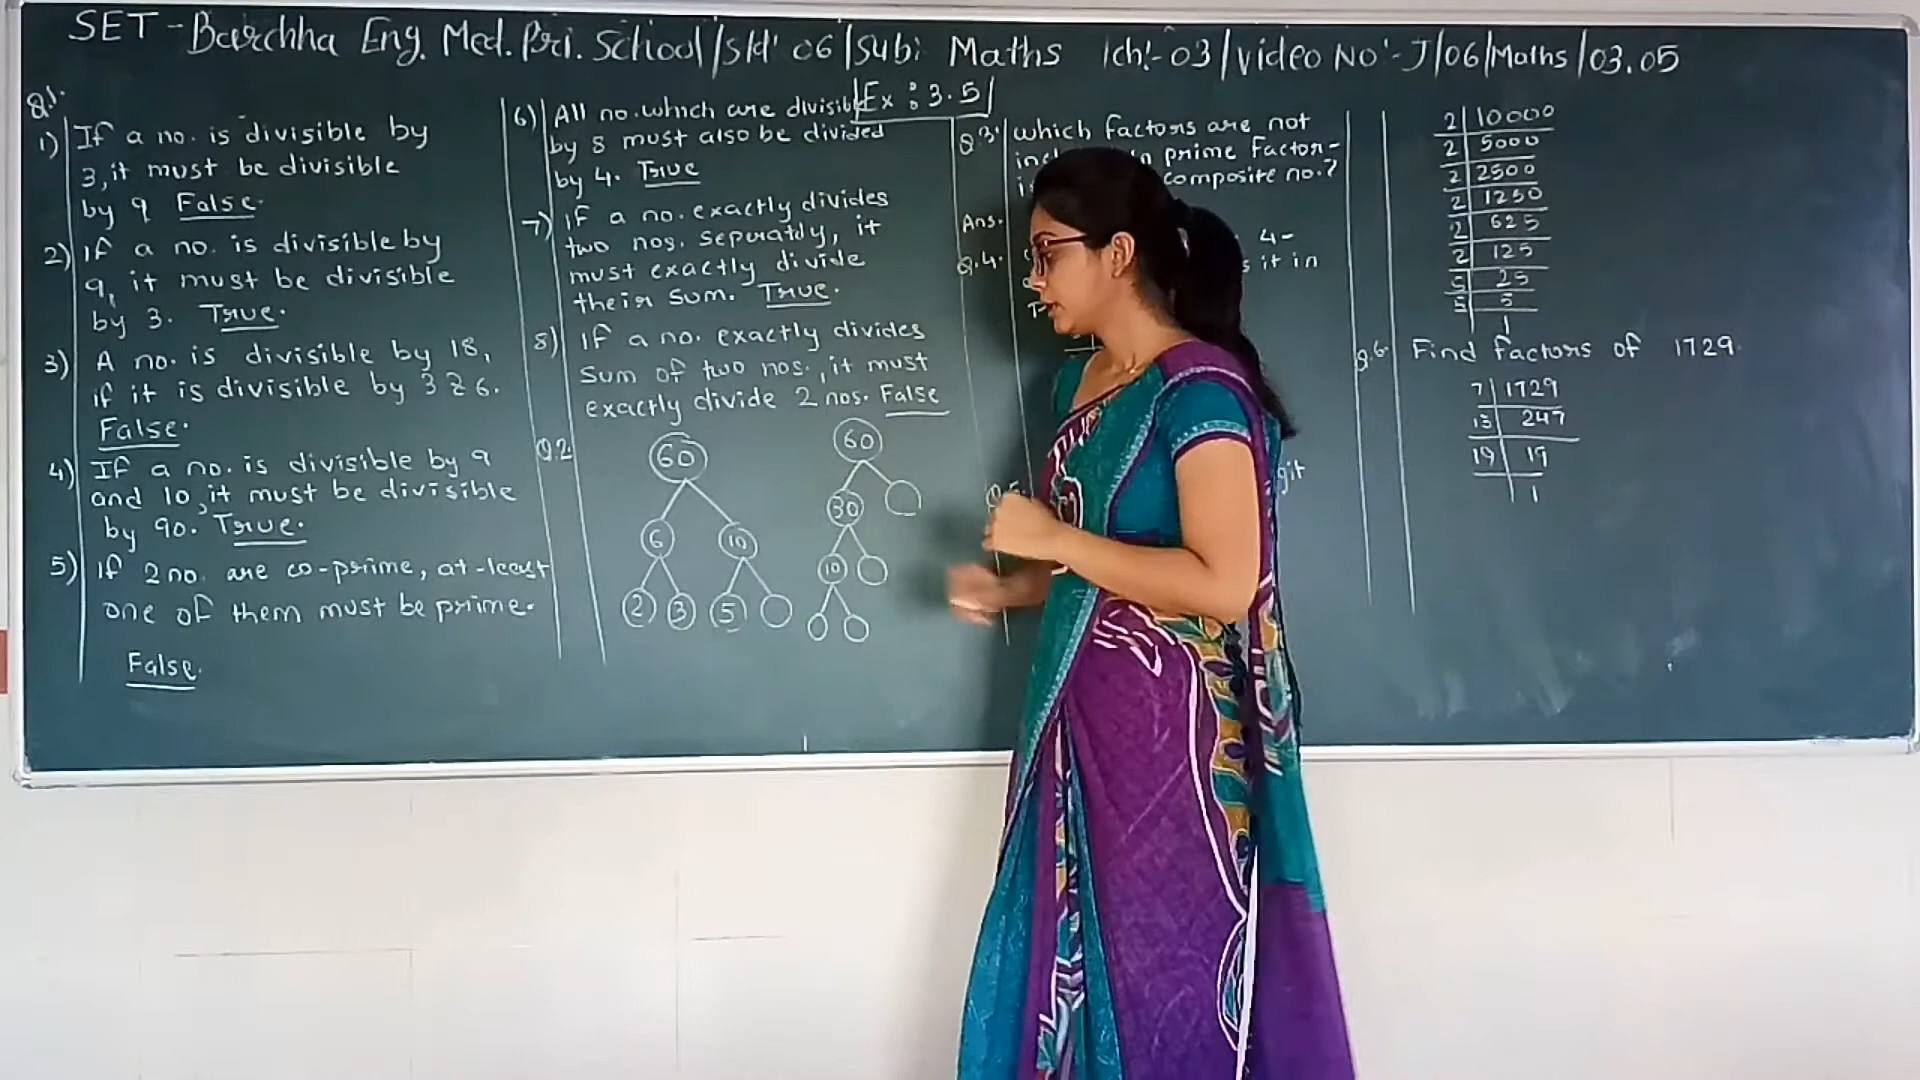 SET - Barchha Eng. Med. Pri. School/std' 06/Sub: Maths /ch:- 03/video No'- J/06/Maths/03.05
Ex : 3.5
Q.1.
1) If a no. is divisible by
3, it must be divisible
by 9 False.
2) If a no. is divisible by
9, it must be divisible
by 3. True.
3) A no. is divisible by 18,
if it is divisible by 3 & 6.
False.
4) If a no. is divisible by 9
and 10, it must be divisible
by 90. True.
5) If 2 no. are co-prime, at-least
one of them must be prime.
False.
6) All no. which are divisible
by 8 must also be divided
by 4. True
7) If a no. exactly divides
two nos. separatly, it
must exactly divide
their sum. True.
8) If a no. exactly divides
Sum of two nos., it must
exactly divide 2 nos. False
Q.2
60
6 10
2 3 5
60
30
10
Q.3. which factors are not
in prime Factor-
composite no.?
Ans.
Q.4. 4-
it in
git
2 10000
2 5000
2 2500
2 1250
2 625
2 125
5 25
5 5
1
Q.6. Find factors of 1729.
7 1729
13 247
19 19
1